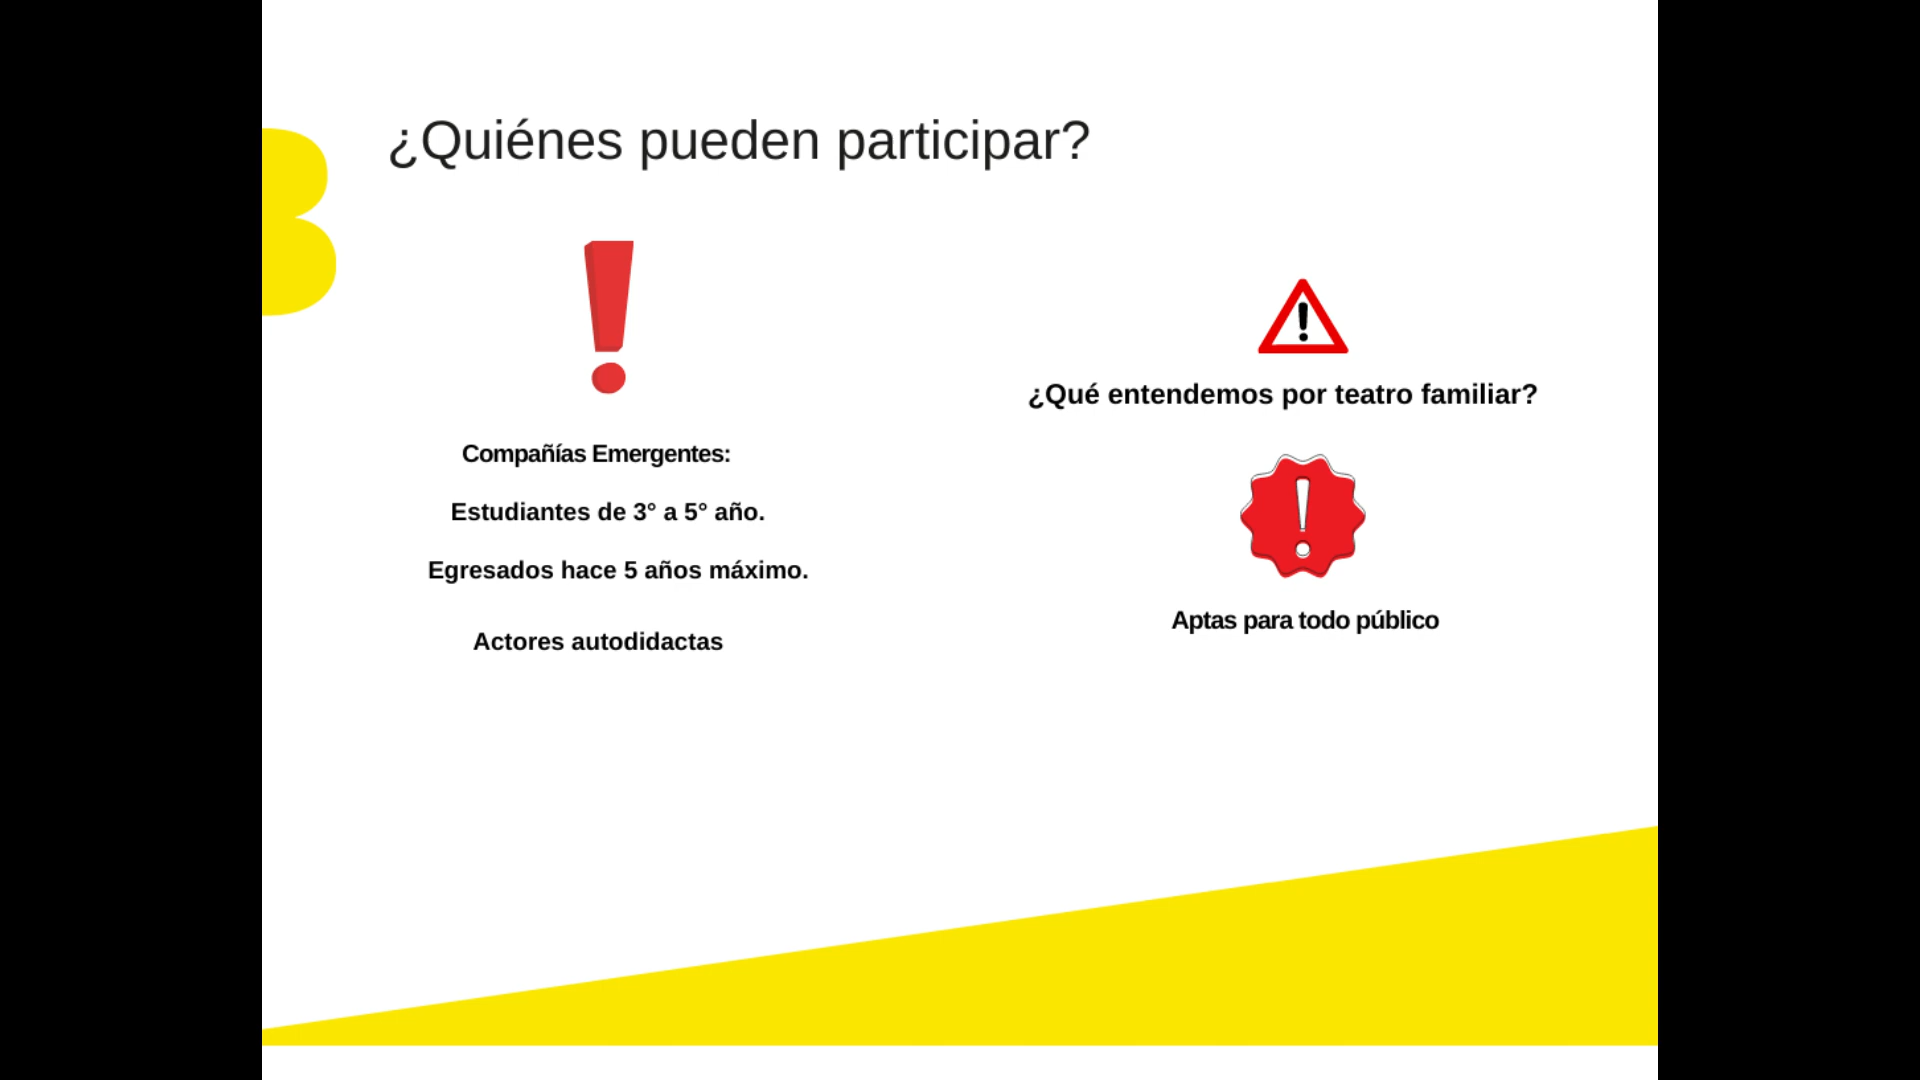 ¿Quiénes pueden participar?
Compañías Emergentes:
Estudiantes de 3° a 5° año.
Egresados hace 5 años máximo.
Actores autodidactas
¿Qué entendemos por teatro familiar?
Aptas para todo público